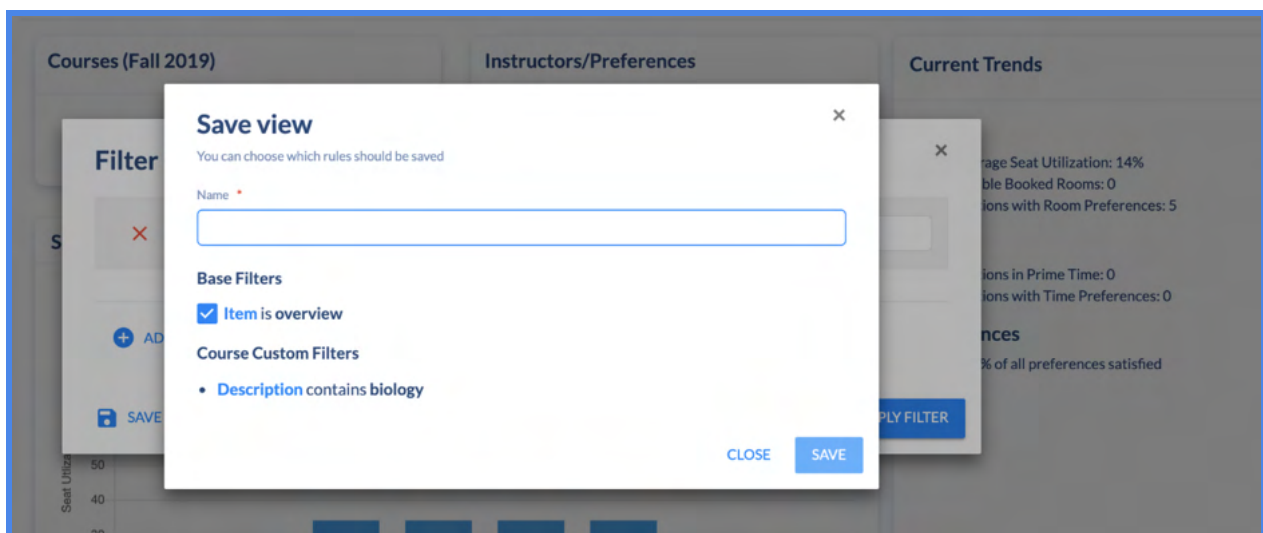 Courses (Fall 2019)
Instructors/Preferences
Current Trends
Save view
×
You can choose which rules should be saved
Name *
Base Filters
Item is overview
Course Custom Filters
• Description contains biology
CLOSE
SAVE
Filter
×
AD
SAVE
PLY FILTER
rage Seat Utilization: 14%
ble Booked Rooms: 0
ions with Room Preferences: 5
ions in Prime Time: 0
ions with Time Preferences: 0
nces
% of all preferences satisfied
S
Seat Utiliza
50
40